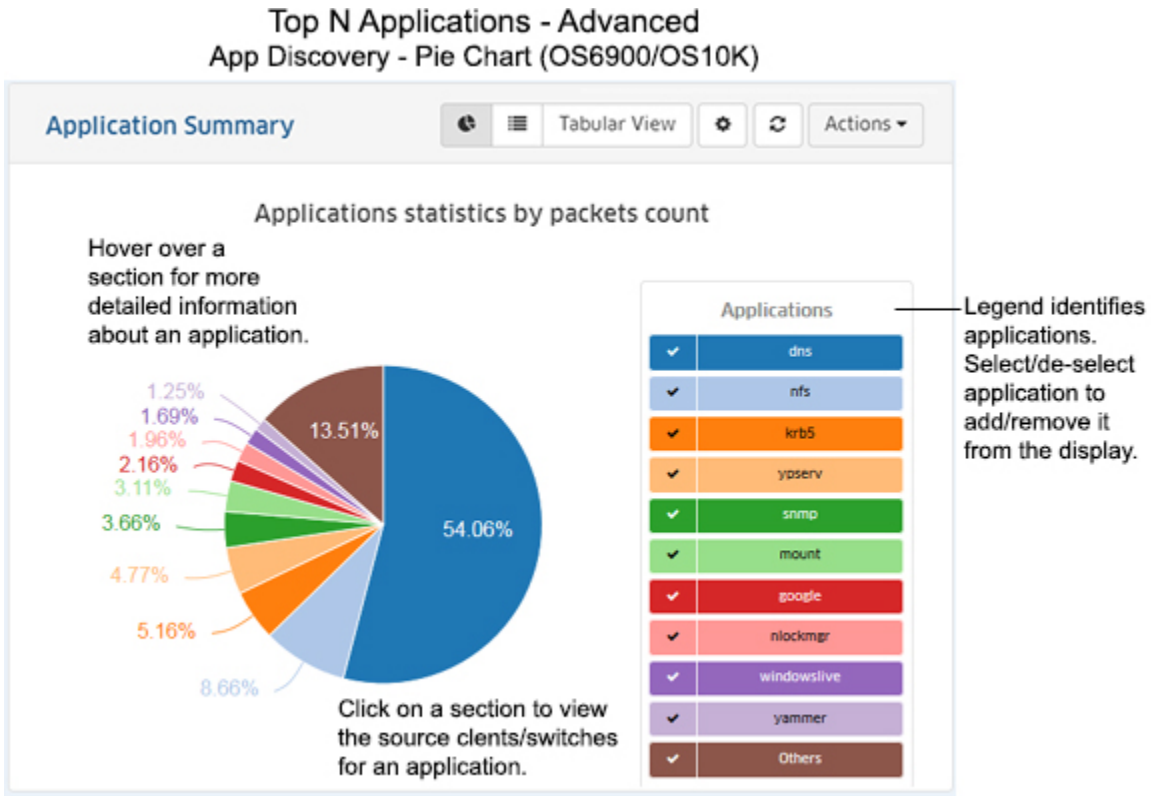 Top N Applications - Advanced
App Discovery - Pie Chart (OS6900/OS10K)
Application Summary
Tabular View
Actions
Applications statistics by packets count
Hover over a
section for more
detailed information
about an application.
1.25%
1.69%
1.96%
2.16%
3.11%
3.66%
4.77%
5.16%
8.66%
13.51%
54.06%
Click on a section to view
the source clents/switches
for an application.
Applications
dns
nfs
krb5
ypserv
snmp
mount
google
nlockmgr
windowslive
yammer
Others
Legend identifies
applications.
Select/de-select
application to
add/remove it
from the display.